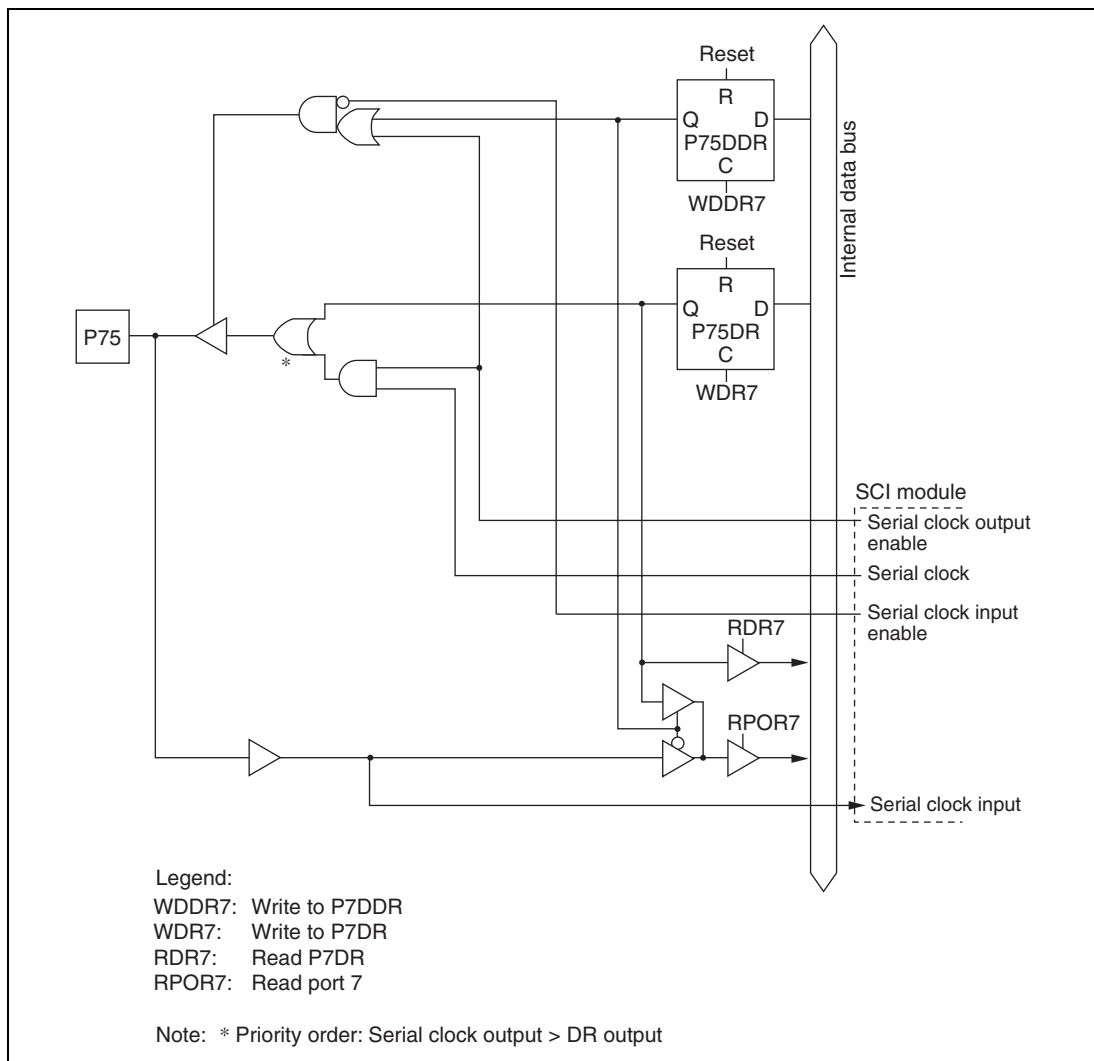 Reset
R
Q D
P75DDR
C
WDDR7
Internal data bus
Reset
R
Q D
P75DR
C
WDR7
P75
*
SCI module
Serial clock output
enable
Serial clock
Serial clock input
enable
RDR7
RPOR7
Serial clock input
Legend:
WDDR7: Write to P7DDR
WDR7: Write to P7DR
RDR7: Read P7DR
RPOR7: Read port 7
Note: * Priority order: Serial clock output > DR output